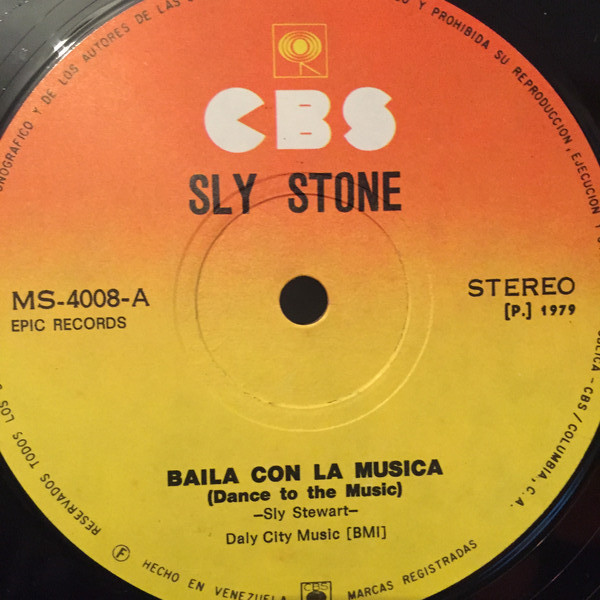 CBS
SLY STONE
MS-4008-A
EPIC RECORDS
STEREO
[P.] 1979
BAILA CON LA MUSICA
(Dance to the Music)
-Sly Stewart-
Daly City Music [BMI]
RESERVADOS TODOS LOS
Y DE LOS AUTORES DE LAS
Y PROHIBIDA SU REPRODUCCION, EJECUCION Y
- CBS / COLUMBIA, C. A.
F HECHO EN VENEZUELA
CBS
MARCAS REGISTRADAS